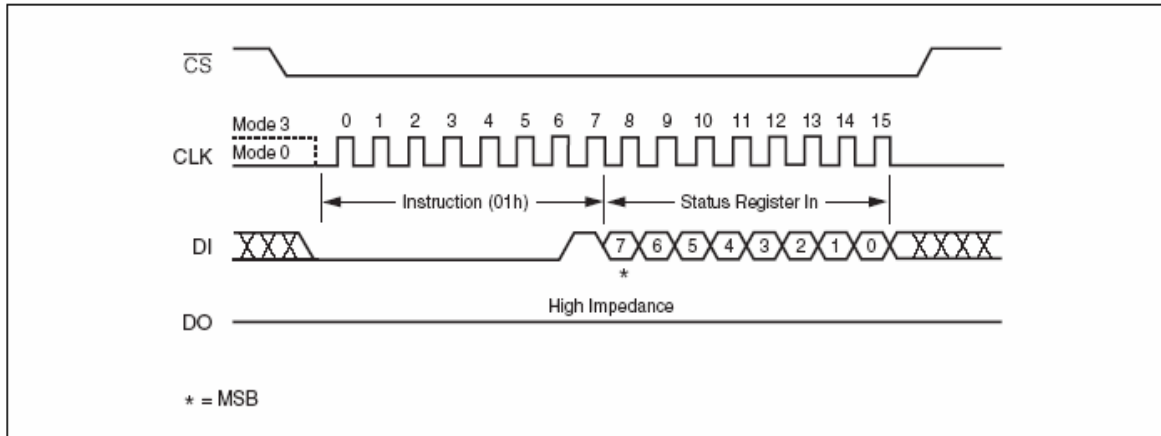 CS
Mode 3
0 1 2 3 4 5 6 7 8 9 10 11 12 13 14 15
Mode 0
CLK
Instruction (01h)
Status Register In
DI
7 6 5 4 3 2 1 0
*
High Impedance
DO
* = MSB